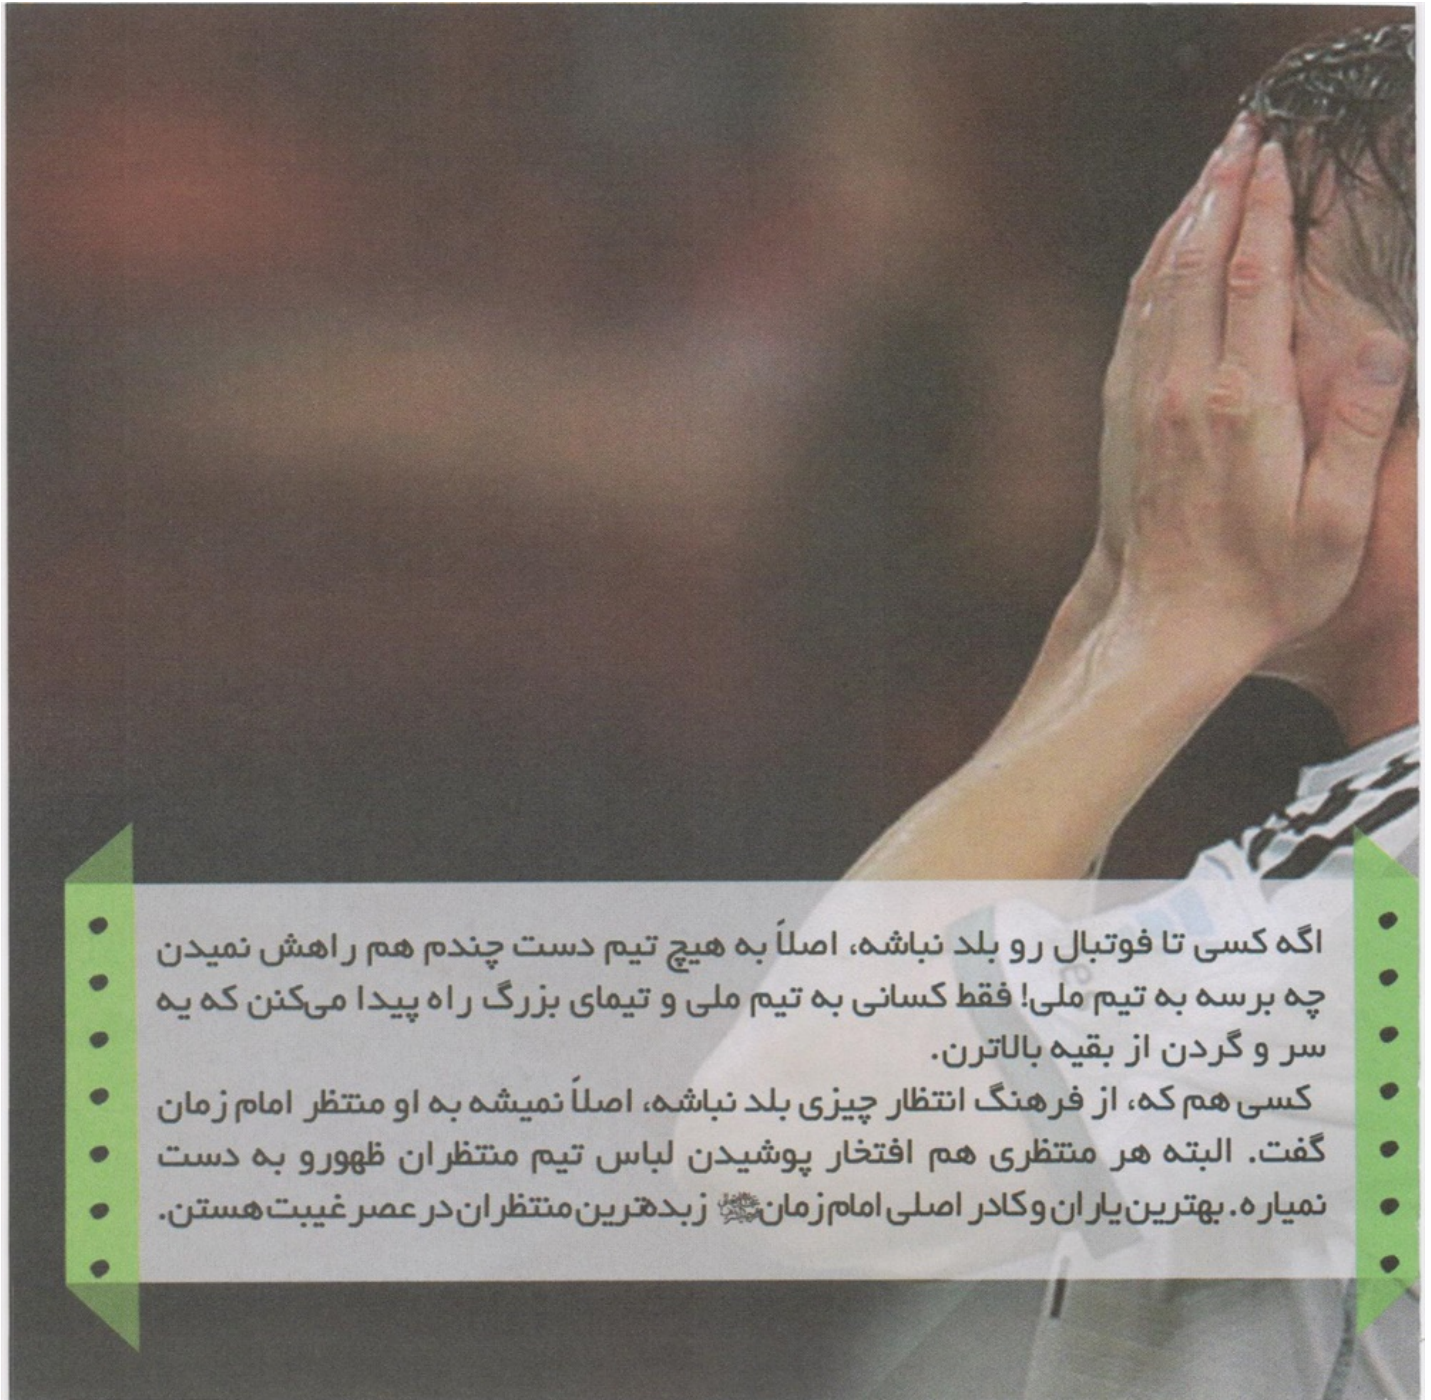 اگه کسی تا فوتبال رو بلد نباشه، اصلاً به هیچ تیم دست چندم هم راهش نمیدن
چه برسه به تیم ملی! فقط کسانی به تیم ملی و تیمای بزرگ راه پیدا می‌کنن که یه
سر و گردن از بقیه بالاترن.
کسی هم که، از فرهنگ انتظار چیزی بلد نباشه، اصلاً نمیشه به او منتظر امام زمان
گفت. البته هر منتظری هم افتخار پوشیدن لباس تیم منتظران ظهورو به دست
نمیاره. بهترین یاران و کادر اصلی امام زمان زبده‌ترین منتظران در عصر غیبت هستن.